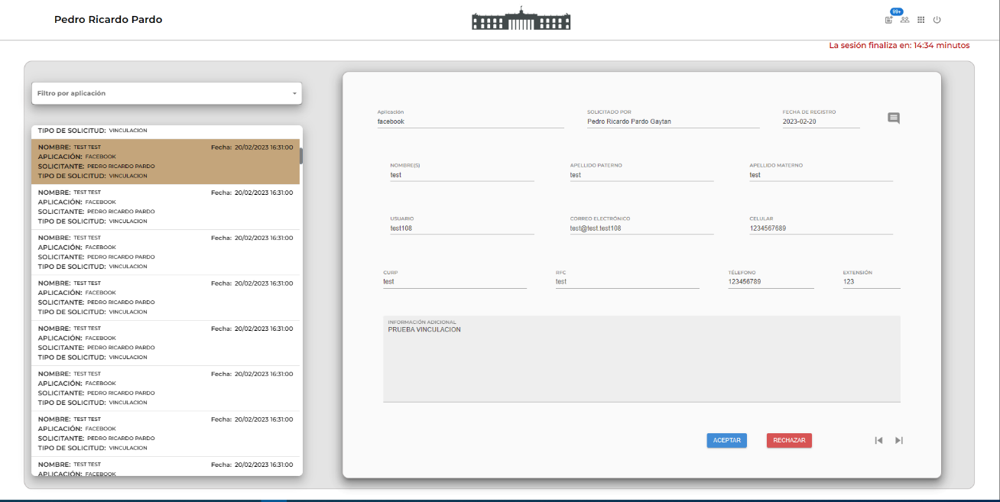 Pedro Ricardo Pardo
99+
La sesión finaliza en: 14:34 minutos
Filtro por aplicación
TIPO DE SOLICITUD: VINCULACION
NOMBRE: TEST TEST Fecha: 20/02/2023 16:31:00
APLICACIÓN: FACEBOOK
SOLICITANTE: PEDRO RICARDO PARDO
TIPO DE SOLICITUD: VINCULACION
NOMBRE: TEST TEST Fecha: 20/02/2023 16:31:00
APLICACIÓN: FACEBOOK
SOLICITANTE: PEDRO RICARDO PARDO
TIPO DE SOLICITUD: VINCULACION
NOMBRE: TEST TEST Fecha: 20/02/2023 16:31:00
APLICACIÓN: FACEBOOK
SOLICITANTE: PEDRO RICARDO PARDO
TIPO DE SOLICITUD: VINCULACION
NOMBRE: TEST TEST Fecha: 20/02/2023 16:31:00
APLICACIÓN: FACEBOOK
SOLICITANTE: PEDRO RICARDO PARDO
TIPO DE SOLICITUD: VINCULACION
NOMBRE: TEST TEST Fecha: 20/02/2023 16:31:00
APLICACIÓN: FACEBOOK
SOLICITANTE: PEDRO RICARDO PARDO
TIPO DE SOLICITUD: VINCULACION
NOMBRE: TEST TEST Fecha: 20/02/2023 16:31:00
APLICACIÓN: FACEBOOK
SOLICITANTE: PEDRO RICARDO PARDO
TIPO DE SOLICITUD: VINCULACION
NOMBRE: TEST TEST Fecha: 20/02/2023 16:31:00
APLICACIÓN: FACEBOOK
SOLICITANTE: PEDRO RICARDO PARDO
TIPO DE SOLICITUD: VINCULACION
NOMBRE: TEST TEST Fecha: 20/02/2023 16:31:00
APLICACIÓN: FACEBOOK
Aplicación SOLICITADO POR FECHA DE REGISTRO
facebook Pedro Ricardo Pardo Gaytan 2023-02-20
NOMBRE(S) APELLIDO PATERNO APELLIDO MATERNO
test test test
USUARIO CORREO ELECTRÓNICO CELULAR
test108 test@test.test108 1234567689
CURP RFC TÉLEFONO EXTENSIÓN
test test 123456789 123
INFORMACIÓN ADICIONAL
PRUEBA VINCULACION
ACEPTAR RECHAZAR